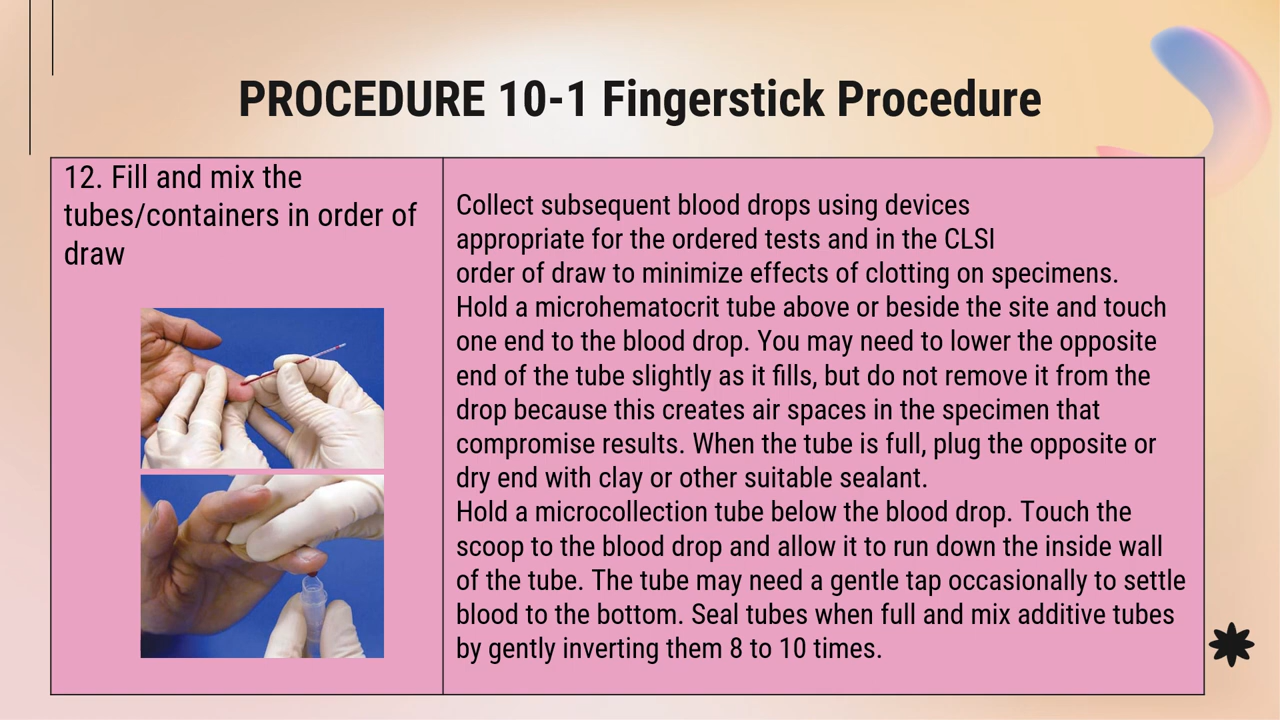 PROCEDURE 10-1 Fingerstick Procedure
12. Fill and mix the
tubes/containers in order of
draw
Collect subsequent blood drops using devices
appropriate for the ordered tests and in the CLSI
order of draw to minimize effects of clotting on specimens.
Hold a microhematocrit tube above or beside the site and touch
one end to the blood drop. You may need to lower the opposite
end of the tube slightly as it fills, but do not remove it from the
drop because this creates air spaces in the specimen that
compromise results. When the tube is full, plug the opposite or
dry end with clay or other suitable sealant.
Hold a microcollection tube below the blood drop. Touch the
scoop to the blood drop and allow it to run down the inside wall
of the tube. The tube may need a gentle tap occasionally to settle
blood to the bottom. Seal tubes when full and mix additive tubes
by gently inverting them 8 to 10 times.